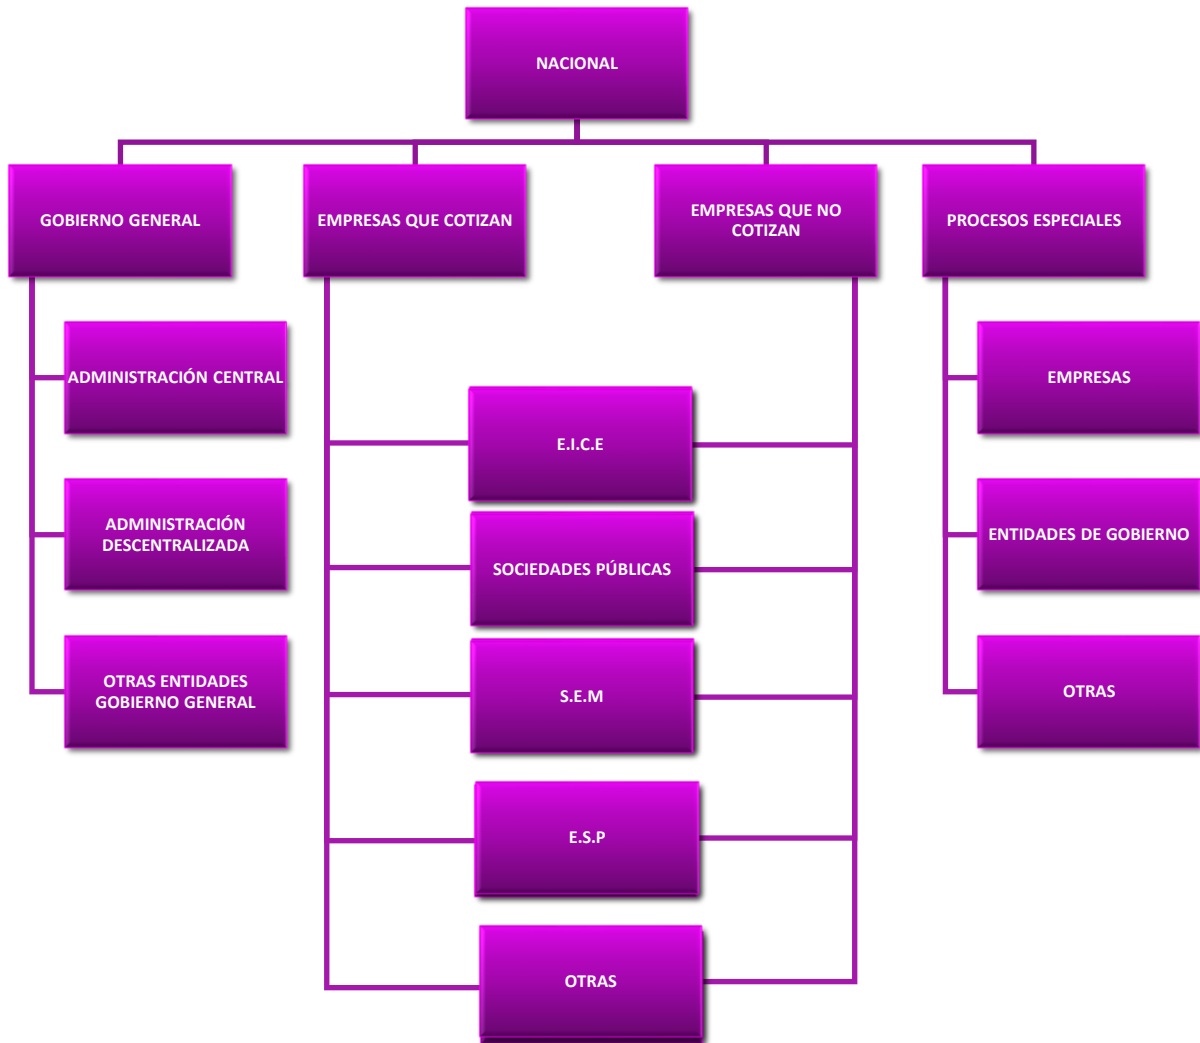 NACIONAL
GOBIERNO GENERAL
EMPRESAS QUE COTIZAN
EMPRESAS QUE NO
COTIZAN
PROCESOS ESPECIALES
ADMINISTRACIÓN CENTRAL
ADMINISTRACIÓN
DESCENTRALIZADA
OTRAS ENTIDADES
GOBIERNO GENERAL
E.I.C.E
SOCIEDADES PÚBLICAS
S.E.M
E.S.P
OTRAS
EMPRESAS
ENTIDADES DE GOBIERNO
OTRAS